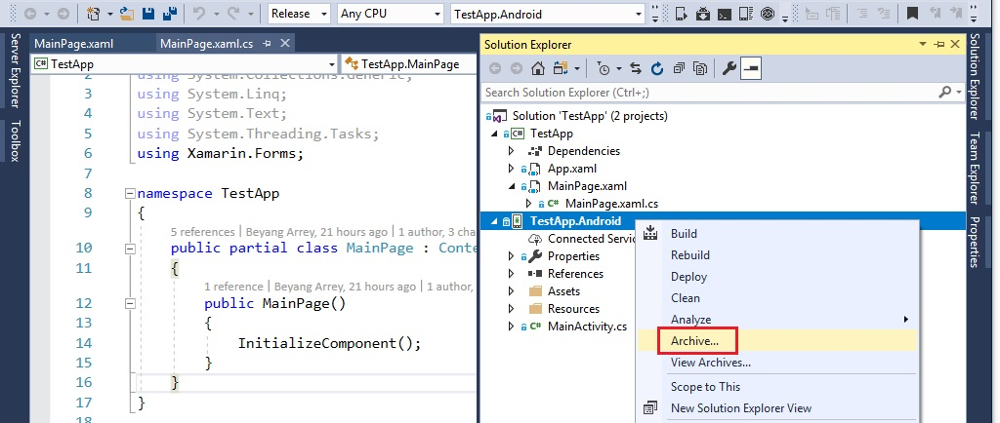 Release
Any CPU
TestApp.Android
Server Explorer
Toolbox
MainPage.xaml
MainPage.xaml.cs
TestApp
TestApp.MainPage
2 using System.Collections.Generic;
3 using System.Linq;
4 using System.Text;
5 using System.Threading.Tasks;
6 using Xamarin.Forms;
7
8 namespace TestApp
9 {
5 references | Beyang Arrey, 21 hours ago | 1 author, 3 cha
10 public partial class MainPage : Conte
11 {
1 reference | Beyang Arrey, 21 hours ago | 1 author,
12 public MainPage()
13 {
14 InitializeComponent();
15 }
16 }
17 }
18
Solution Explorer
Search Solution Explorer (Ctrl+;)
Solution 'TestApp' (2 projects)
C# TestApp
Dependencies
App.xaml
MainPage.xaml
C# MainPage.xaml.cs
TestApp.Android
Connected Servic
Properties
References
Assets
Resources
C# MainActivity.cs
Build
Rebuild
Deploy
Clean
Analyze
Archive...
View Archives...
Scope to This
New Solution Explorer View
Solution Explorer
Team Explorer
Properties